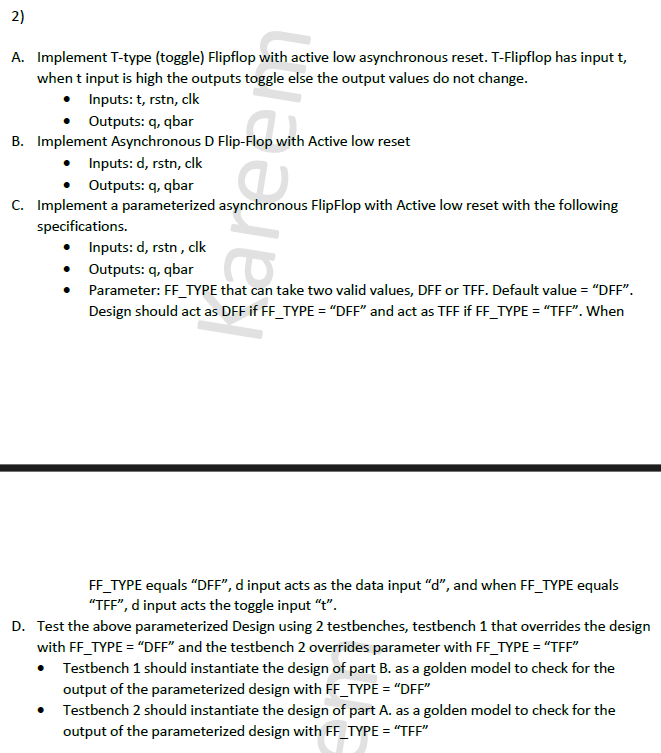 2)
A. Implement T-type (toggle) Flipflop with active low asynchronous reset. T-Flipflop has input t,
when t input is high the outputs toggle else the output values do not change.
• Inputs: t, rstn, clk
• Outputs: q, qbar
B. Implement Asynchronous D Flip-Flop with Active low reset
• Inputs: d, rstn, clk
• Outputs: q, qbar
C. Implement a parameterized asynchronous FlipFlop with Active low reset with the following
specifications.
• Inputs: d, rstn , clk
• Outputs: q, qbar
• Parameter: FF_TYPE that can take two valid values, DFF or TFF. Default value = “DFF”.
Design should act as DFF if FF_TYPE = “DFF” and act as TFF if FF_TYPE = “TFF”. When
Kareem
FF_TYPE equals “DFF”, d input acts as the data input “d”, and when FF_TYPE equals
“TFF”, d input acts the toggle input “t”.
D. Test the above parameterized Design using 2 testbenches, testbench 1 that overrides the design
with FF_TYPE = “DFF” and the testbench 2 overrides parameter with FF_TYPE = “TFF”
• Testbench 1 should instantiate the design of part B. as a golden model to check for the
output of the parameterized design with FF_TYPE = “DFF”
• Testbench 2 should instantiate the design of part A. as a golden model to check for the
output of the parameterized design with FF_TYPE = “TFF”
em